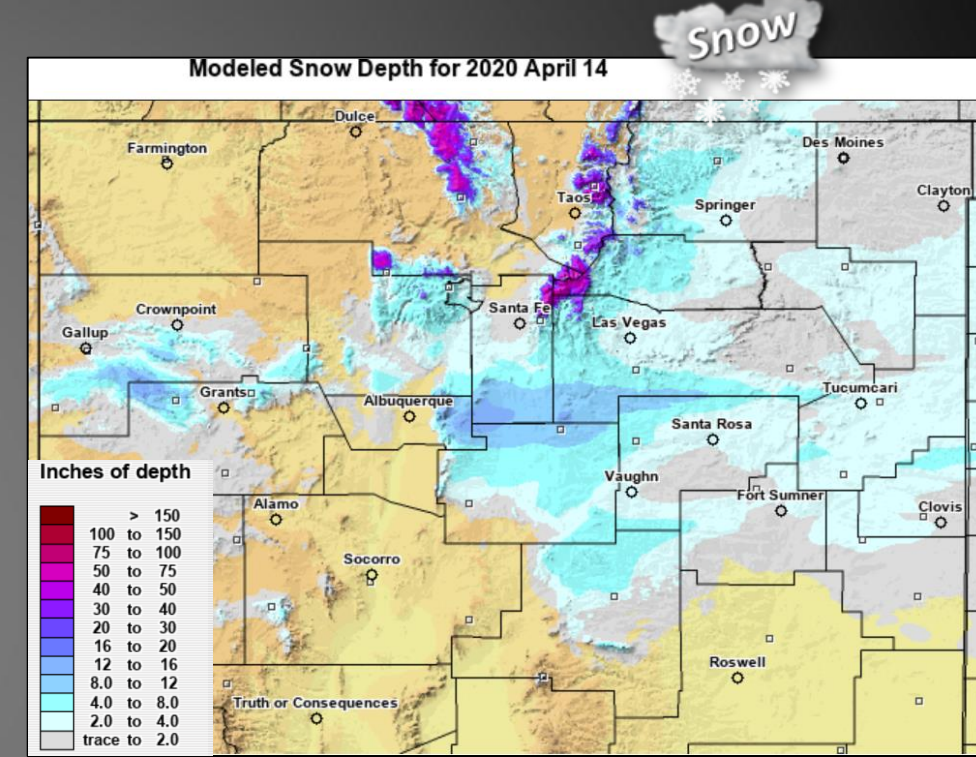 Snow
Modeled Snow Depth for 2020 April 14
Dulce
Farmington
Des Moines
Clayton
Taos
Springer
Crownpoint
Santa Fe
Gallup
Las Vegas
Grants
Albuquerque
Tucumcari
Santa Rosa
Vaughn
Fort Sumner
Alamo
Clovis
Socorro
Roswell
Truth or Consequences
Inches of depth
> 150
100 to 150
75 to 100
50 to 75
40 to 50
30 to 40
20 to 30
16 to 20
12 to 16
8.0 to 12
4.0 to 8.0
2.0 to 4.0
trace to 2.0